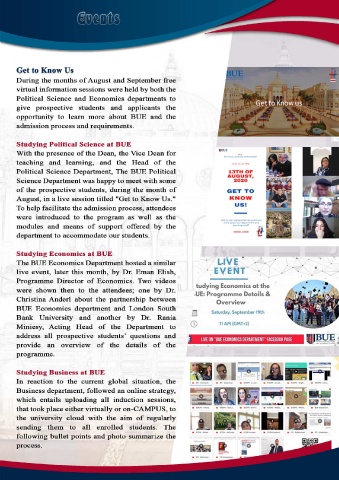 Events
Get to Know Us
During the months of August and September free
virtual information sessions were held by both the
Political Science and Economics departments to
give prospective students and applicants the
opportunity to learn more about BUE and the
admission process and requirements.
Studying Political Science at BUE
With the presence of the Dean, the Vice Dean for
teaching and learning, and the Head of the
Political Science Department, The BUE Political
Science Department was happy to meet with some
of the prospective students, during the month of
August, in a live session titled "Get to Know Us."
To help facilitate the admission process, attendees
were introduced to the program as well as the
modules and means of support offered by the
department to accommodate our students.
Studying Economics at BUE
The BUE Economics Department hosted a similar
live event, later this month, by Dr. Eman Elish,
Programme Director of Economics. Two videos
were shown then to the attendees; one by Dr.
Christina Anderl about the partnership between
BUE Economics department and London South
Bank University and another by Dr. Rania
Miniesy, Acting Head of the Department to
address all prospective students' questions and
provide an overview of the details of the
programme.
Studying Business at BUE
In reaction to the current global situation, the
Business department, followed an online strategy,
which entails uploading all induction sessions,
that took place either virtually or on-CAMPUS, to
the university cloud with the aim of regularly
sending them to all enrolled students. The
following bullet points and photo summarize the
process.
BUE
Get to Know us
13TH OF
AUGUST,
2020
GET TO
KNOW
US!
LIVE
EVENT
tudying Economics at the
UE: Programme Details &
Overview
Saturday, September 19th
11 AM (GMT+2)
LIVE ON "BUE ECONOMICS DEPARTMENT" FACEBOOK PAGE
BUE